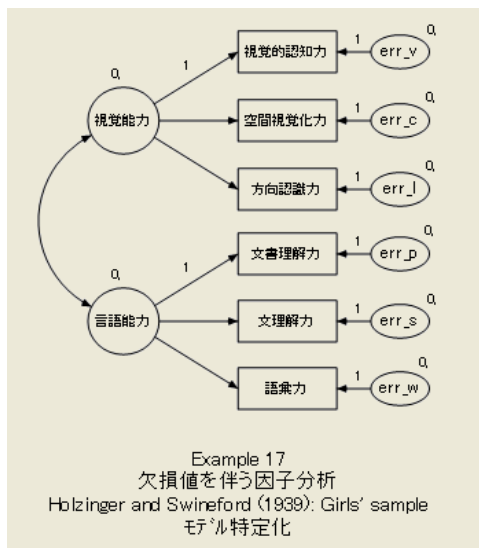 0,
1
視覚的認知力
1
err_v
0,
視覚能力
空間視覚化力
1
err_c
0,
方向認識力
1
err_l
0,
0,
1
文書理解力
1
err_p
0,
言語能力
文理解力
1
err_s
0,
語彙力
1
err_w
0,
Example 17
欠損値を伴う因子分析
Holzinger and Swineford (1939): Girls' sample
モデル特定化